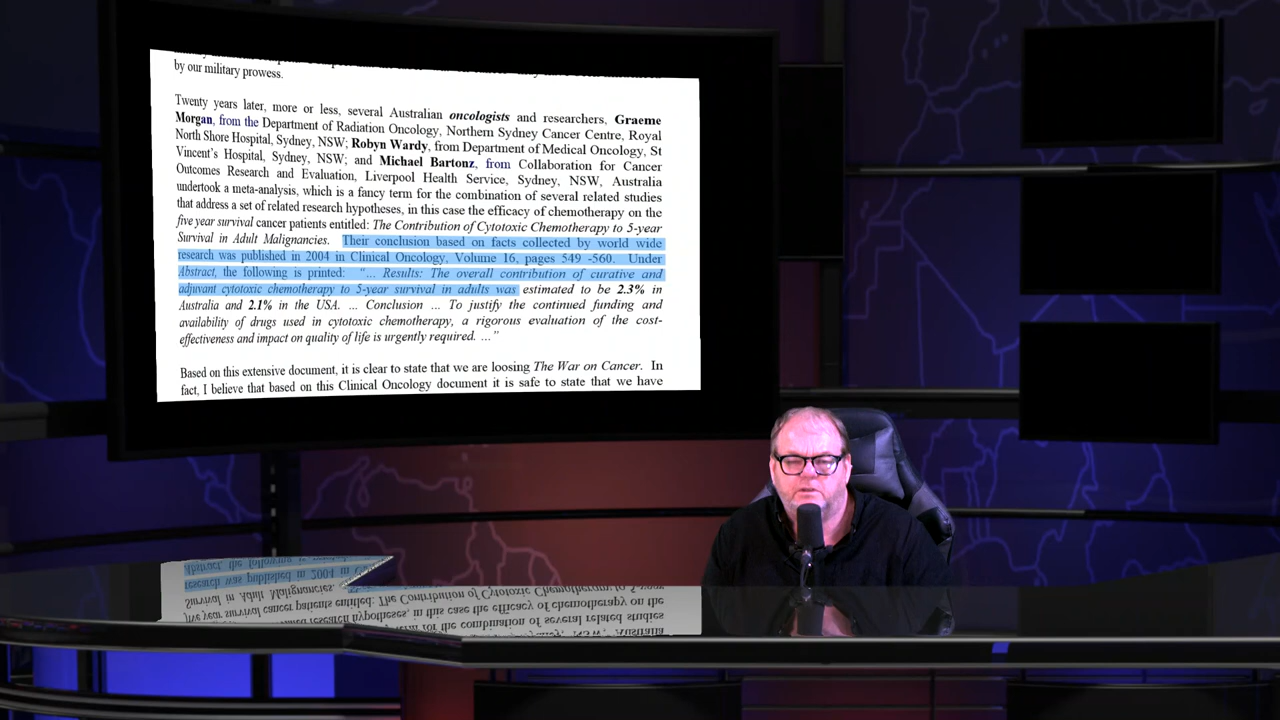 by our military prowess.
Twenty years later, more or less, several Australian oncologists and researchers, Graeme
Morgan, from the Department of Radiation Oncology, Northern Sydney Cancer Centre, Royal
North Shore Hospital, Sydney, NSW; Robyn Wardy, from Department of Medical Oncology, St
Vincent's Hospital, Sydney, NSW; and Michael Bartonz, from Collaboration for Cancer
Outcomes Research and Evaluation, Liverpool Health Service, Sydney, NSW, Australia
undertook a meta-analysis, which is a fancy term for the combination of several related studies
that address a set of related research hypotheses, in this case the efficacy of chemotherapy on the
five year survival cancer patients entitled: The Contribution of Cytotoxic Chemotherapy to 5-year
Survival in Adult Malignancies. Their conclusion based on facts collected by world wide
research was published in 2004 in Clinical Oncology, Volume 16, pages 549 -560. Under
Abstract, the following is printed: "... Results: The overall contribution of curative and
adjuvant cytotoxic chemotherapy to 5-year survival in adults was estimated to be 2.3% in
Australia and 2.1% in the USA. ... Conclusion ... To justify the continued funding and
availability of drugs used in cytotoxic chemotherapy, a rigorous evaluation of the cost-
effectiveness and impact on quality of life is urgently required. ..."
Based on this extensive document, it is clear to state that we are loosing The War on Cancer. In
fact, I believe that based on this Clinical Oncology document it is safe to state that we have